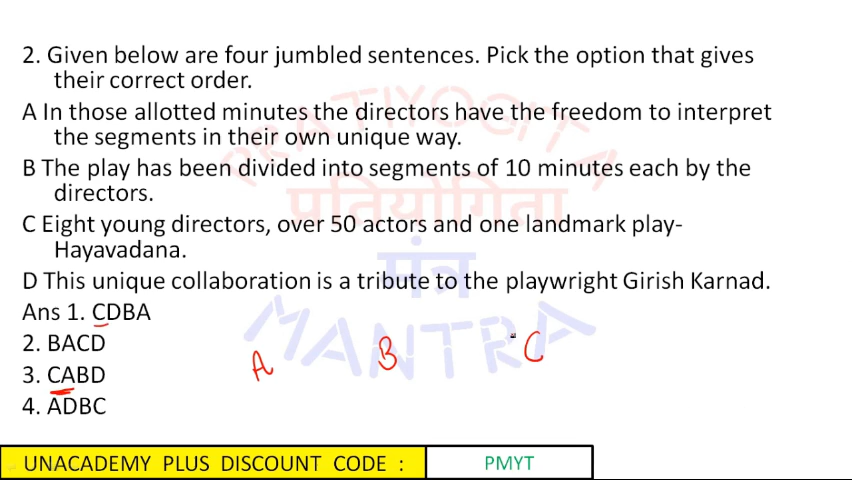 2. Given below are four jumbled sentences. Pick the option that gives
their correct order.
A In those allotted minutes the directors have the freedom to interpret
the segments in their own unique way.
B The play has been divided into segments of 10 minutes each by the
directors.
C Eight young directors, over 50 actors and one landmark play-
Hayavadana.
D This unique collaboration is a tribute to the playwright Girish Karnad.
Ans 1. CDBA
2. BACD
3. CABD
4. ADBC
A B C
PRATIYOGITA
प्रतियोगिता
मंत्र
MANTRA
UNACADEMY PLUS DISCOUNT CODE : PMYT